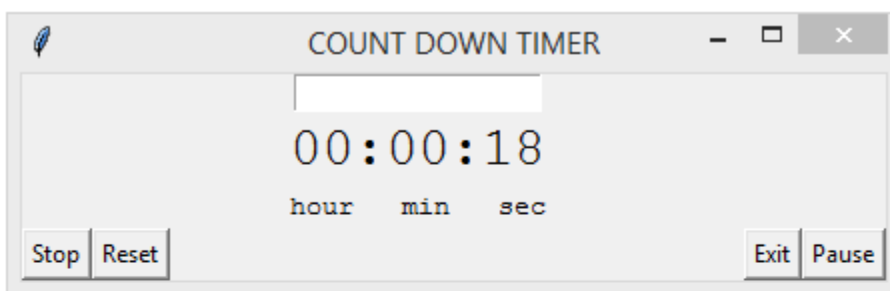 COUNT DOWN TIMER
00:00:18
hour min sec
Stop Reset Exit Pause